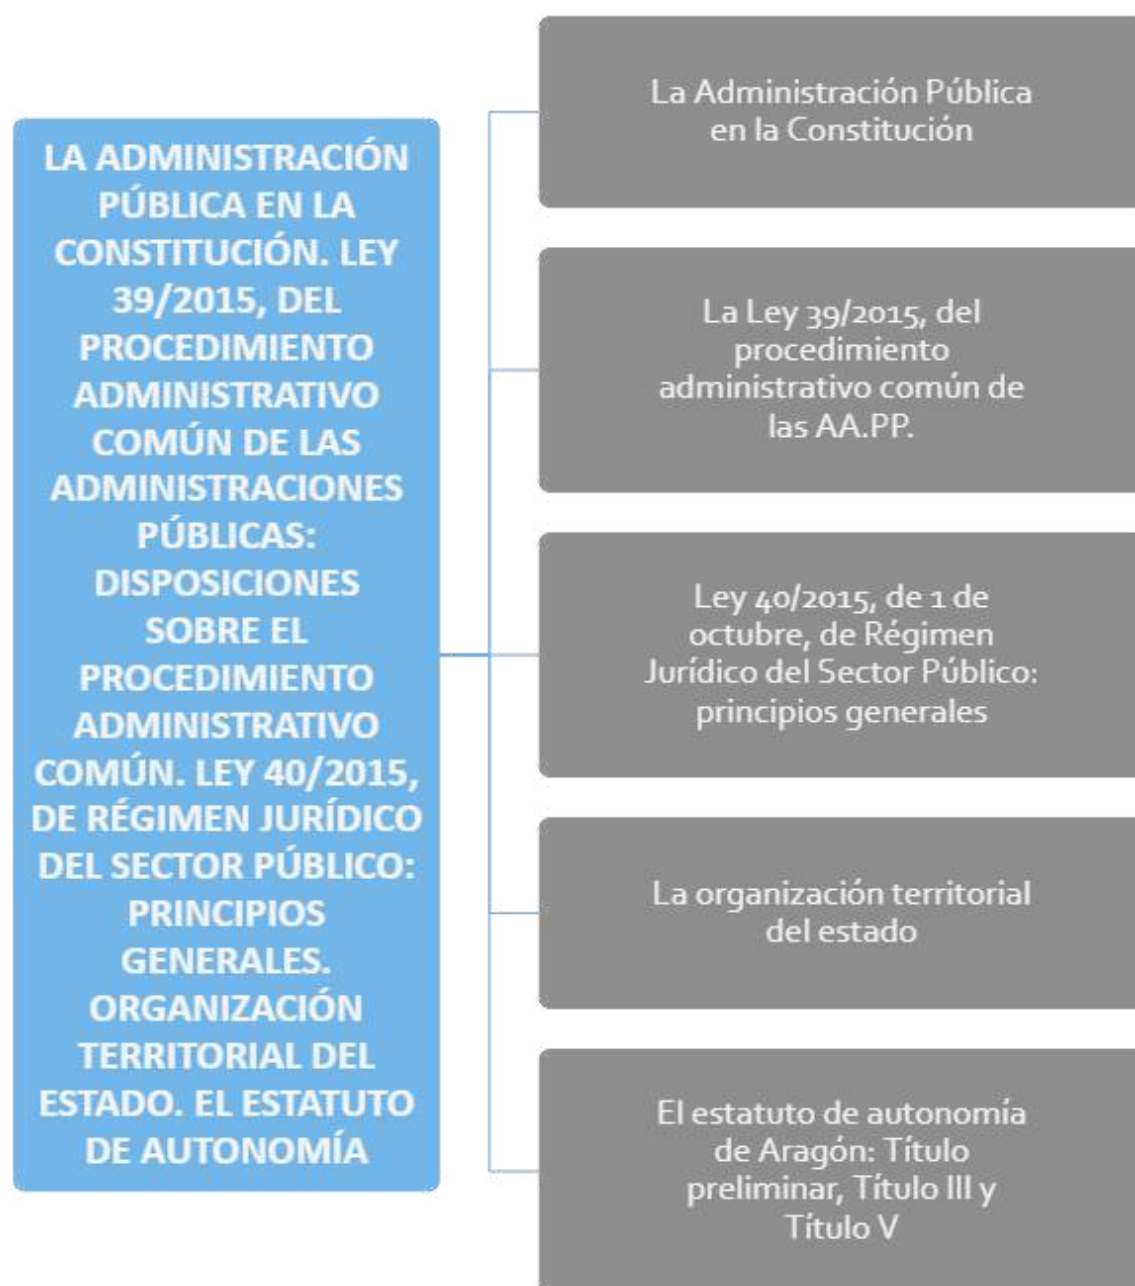 LA ADMINISTRACIÓN
PÚBLICA EN LA
CONSTITUCIÓN. LEY
39/2015, DEL
PROCEDIMIENTO
ADMINISTRATIVO
COMÚN DE LAS
ADMINISTRACIONES
PÚBLICAS:
DISPOSICIONES
SOBRE EL
PROCEDIMIENTO
ADMINISTRATIVO
COMÚN. LEY 40/2015,
DE RÉGIMEN JURÍDICO
DEL SECTOR PÚBLICO:
PRINCIPIOS
GENERALES.
ORGANIZACIÓN
TERRITORIAL DEL
ESTADO. EL ESTATUTO
DE AUTONOMÍA
La Administración Pública
en la Constitución
La Ley 39/2015, del
procedimiento
administrativo común de
las AA.PP.
Ley 40/2015, de 1 de
octubre, de Régimen
Jurídico del Sector Público:
principios generales
La organización territorial
del estado
El estatuto de autonomía
de Aragón: Título
preliminar, Título III y
Título V